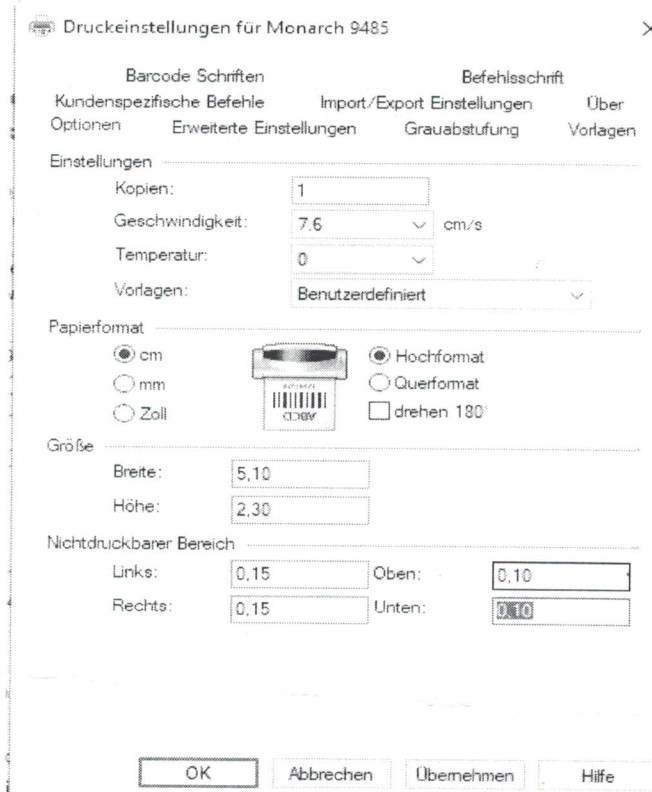 Druckeinstellungen für Monarch 9485
Barcode Schriften Befehlsschrift
Kundenspezifische Befehle Import/Export Einstellungen Über
Optionen Erweiterte Einstellungen Grauabstufung Vorlagen
Einstellungen
Kopien: 1
Geschwindigkeit: 7,6 cm/s
Temperatur: 0
Vorlagen: Benutzerdefiniert
Papierformat
cm Hochformat
mm Querformat
Zoll drehen 180°
ABCD
Größe
Breite: 5,10
Höhe: 2,30
Nichtdruckbarer Bereich
Links: 0,15 Oben: 0,10
Rechts: 0,15 Unten: 0,10
OK Abbrechen Übernehmen Hilfe